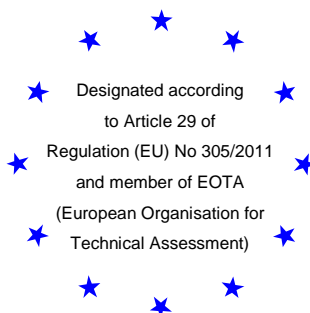 Designated according
to Article 29 of
Regulation (EU) No 305/2011
and member of EOTA
(European Organisation for
Technical Assessment)